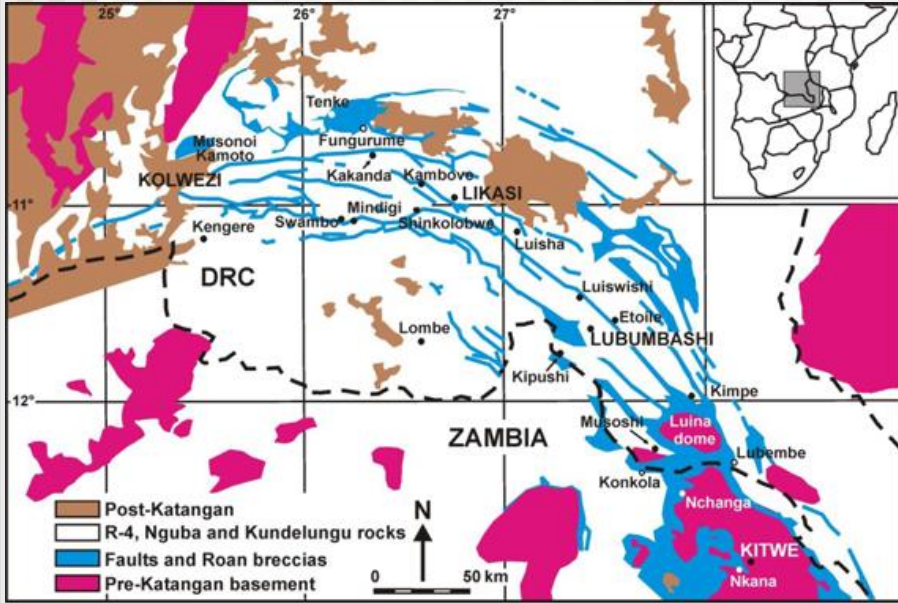 25°
26°
27°
Tenke
Musonoi
Kamoto
Fungurume
KOLWEZI
Kakanda
Kambove
LIKASI
11°
Mindigi
Kengere
Swambo
Shinkolobwe
Luisha
DRC
Luiswishi
Etoile
Lombe
LUBUMBASHI
Kipushi
12°
Kimpe
ZAMBIA
Musoshi
Luina
dome
Lubembe
Konkola
Nchanga
Post-Katangan
N
R-4, Nguba and Kundelungu rocks
Faults and Roan breccias
KITWE
Pre-Katangan basement
0 50 km
Nkana